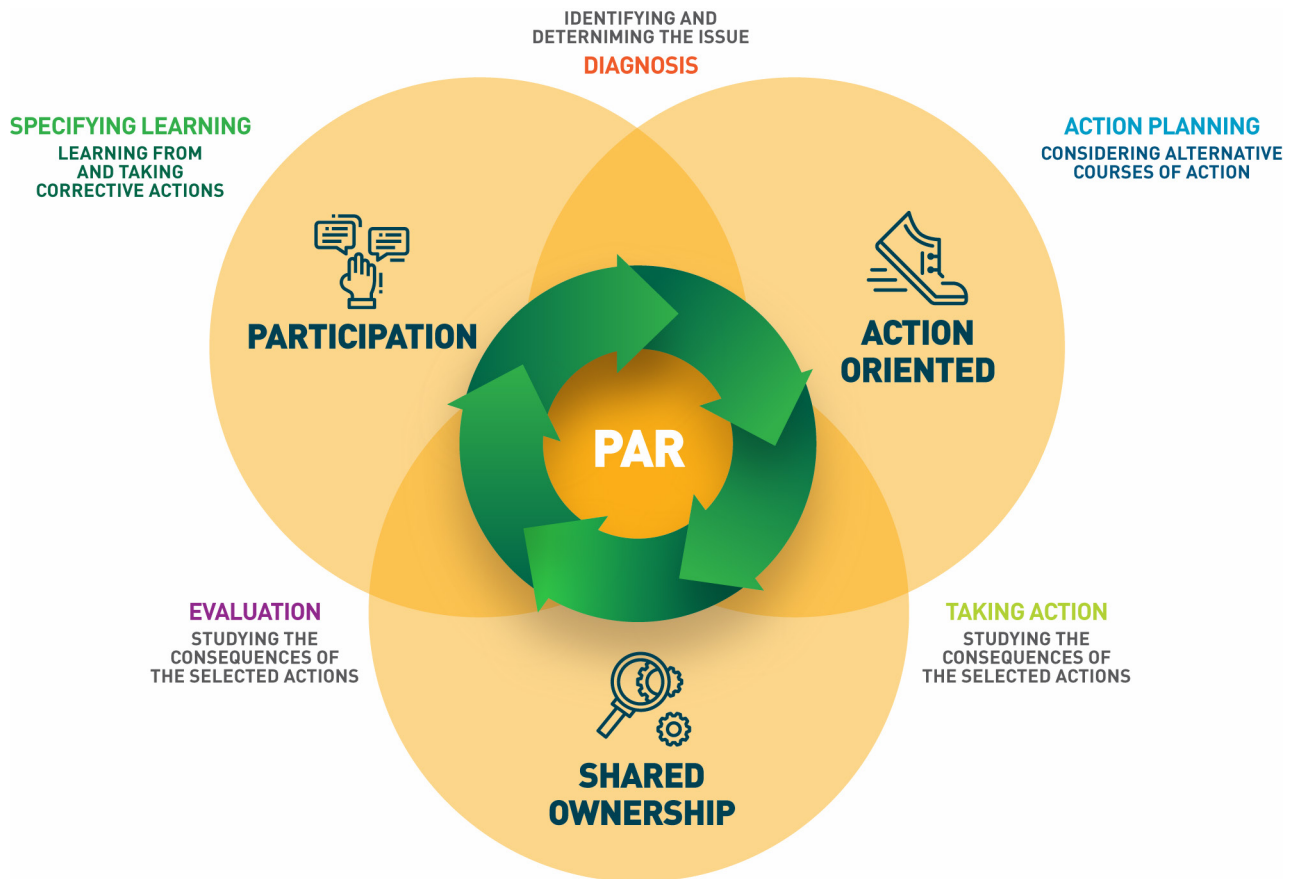 IDENTIFYING AND
DETERNIMING THE ISSUE
DIAGNOSIS
SPECIFYING LEARNING
LEARNING FROM
AND TAKING
CORRECTIVE ACTIONS
ACTION PLANNING
CONSIDERING ALTERNATIVE
COURSES OF ACTION
PARTICIPATION
ACTION
ORIENTED
PAR
EVALUATION
STUDYING THE
CONSEQUENCES OF
THE SELECTED ACTIONS
TAKING ACTION
STUDYING THE
CONSEQUENCES OF
THE SELECTED ACTIONS
SHARED
OWNERSHIP